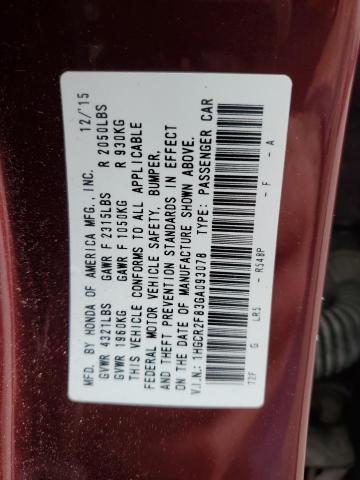 MFD. BY HONDA OF AMERICA MFG., INC. 12/'15
GVWR 4321LBS GAWR F 2315LBS R 2050LBS
GVWR 1960KG GAWR F 1050KG R 930KG
THIS VEHICLE CONFORMS TO ALL APPLICABLE
FEDERAL MOTOR VEHICLE SAFETY, BUMPER,
AND THEFT PREVENTION STANDARDS IN EFFECT
ON THE DATE OF MANUFACTURE SHOWN ABOVE.
V.I.N.: 1HGCR2F83GA093078 TYPE: PASSENGER CAR
72F G LR5 - R548P - F - A